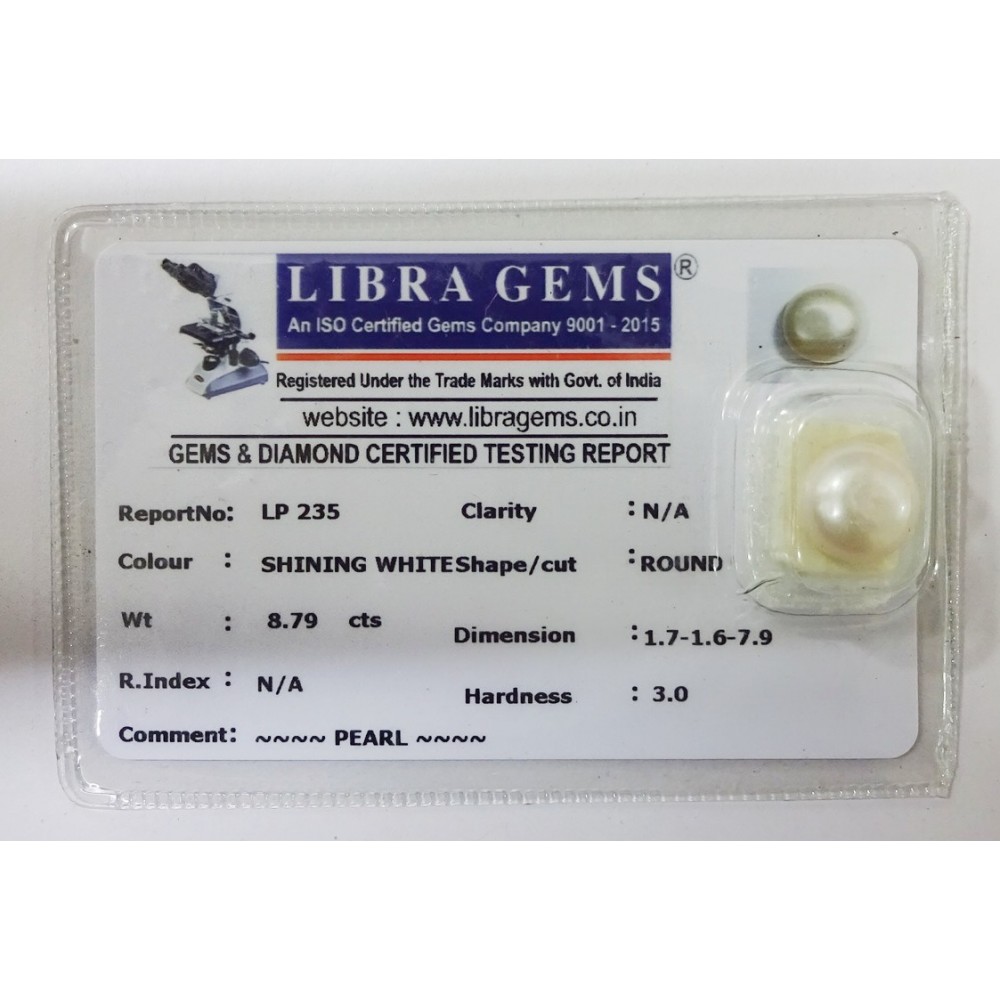 LIBRA GEMS®
An ISO Certified Gems Company 9001 - 2015
Registered Under the Trade Marks with Govt. of India
website : www.libragems.co.in
GEMS & DIAMOND CERTIFIED TESTING REPORT
ReportNo: LP 235 Clarity : N/A
Colour : SHINING WHITE Shape/cut : ROUND
Wt : 8.79 cts Dimension : 1.7-1.6-7.9
R.Index : N/A Hardness : 3.0
Comment: ~~~~ PEARL ~~~~